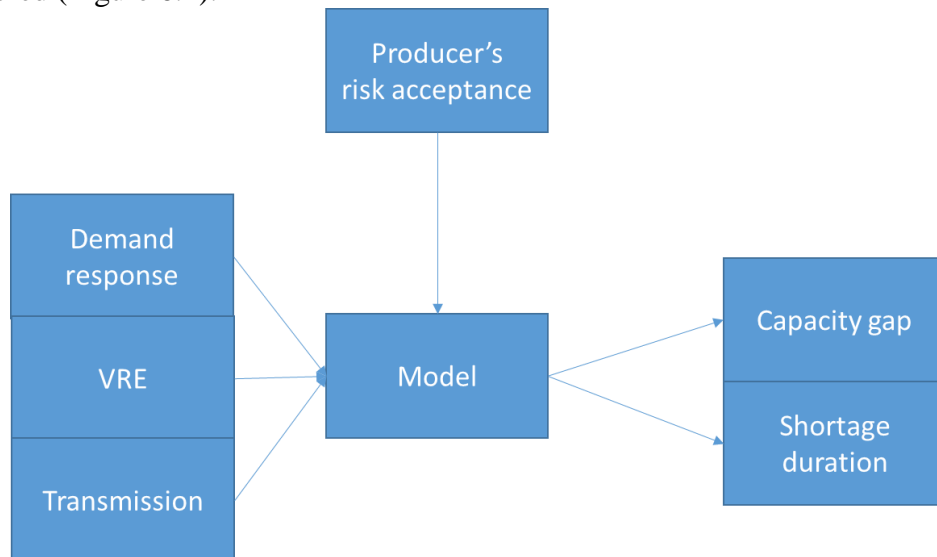 Producer's
risk acceptance
Demand
response
VRE
Transmission
Model
Capacity gap
Shortage
duration